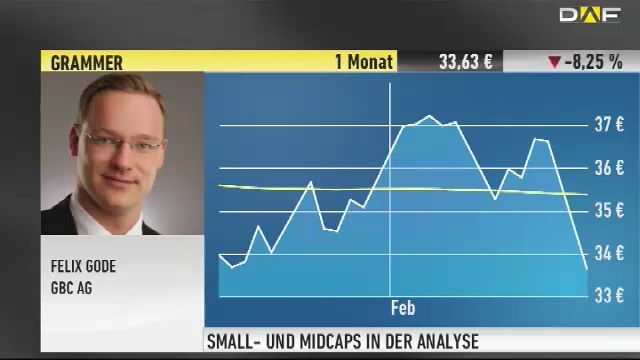 DAF
GRAMMER 1 Monat 33,63 € -8,25 %
37 €
36 €
35 €
34 €
33 €
Feb
FELIX GODE
GBC AG
SMALL- UND MIDCAPS IN DER ANALYSE